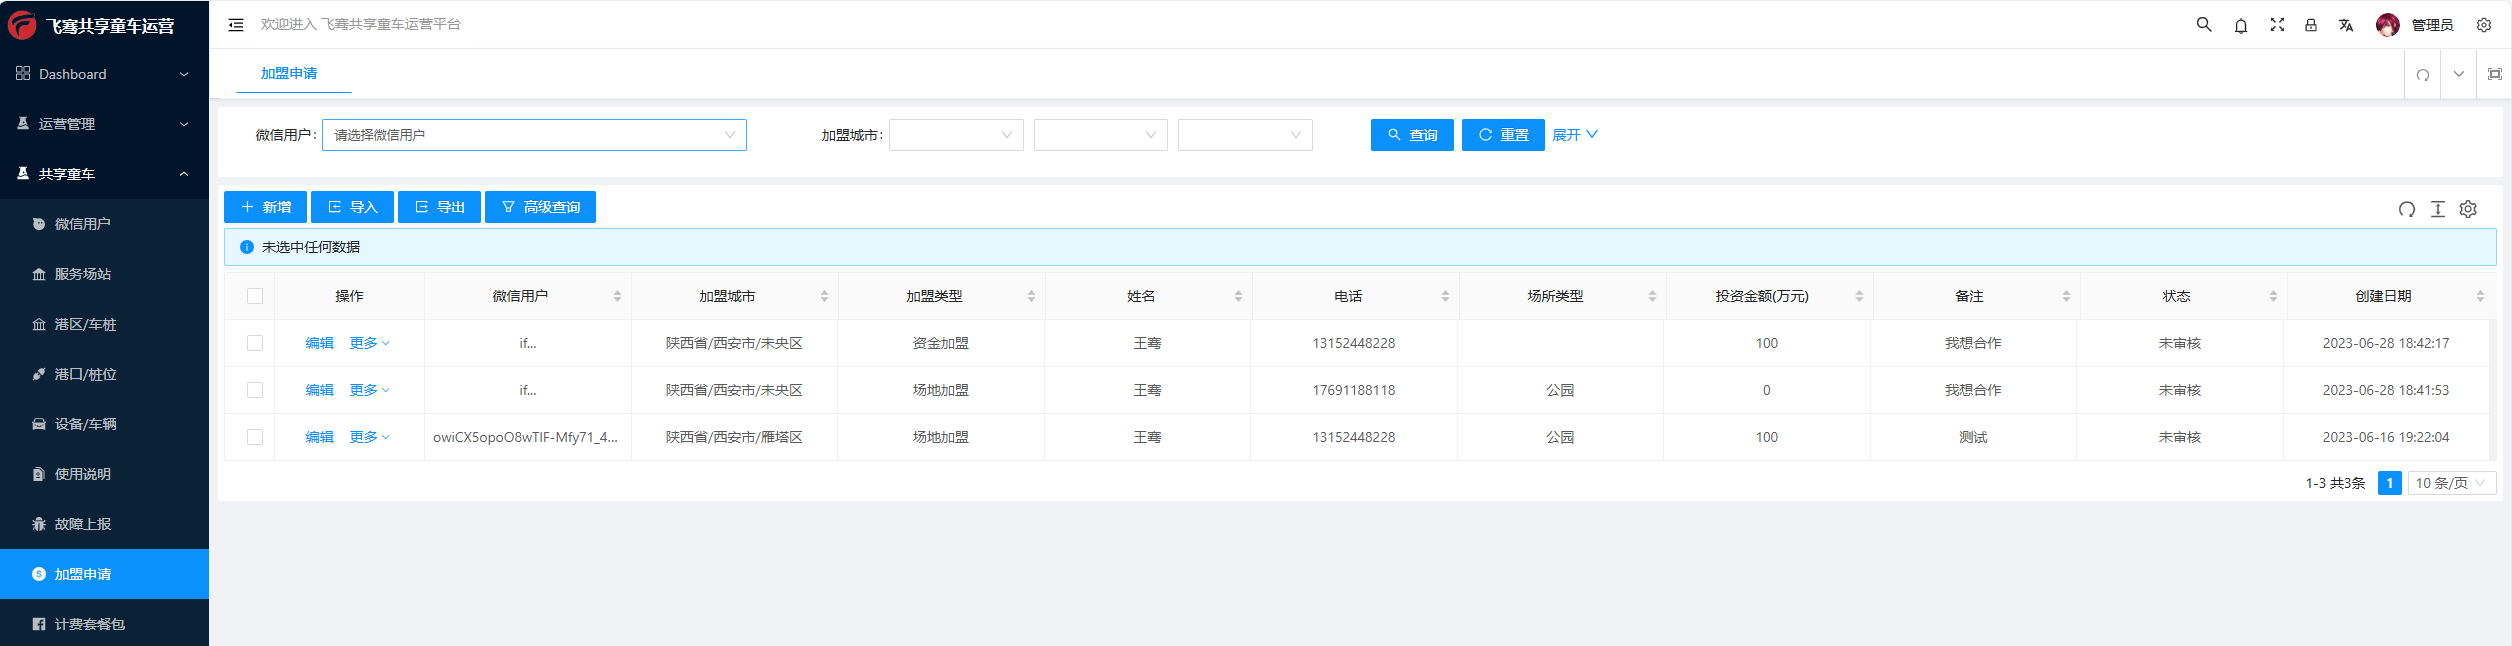 飞骞共享童车运营
欢迎进入 飞骞共享童车运营平台
管理员
Dashboard
运营管理
共享童车
微信用户
服务场站
港区/车桩
港口/桩位
设备/车辆
使用说明
故障上报
加盟申请
计费套餐包
加盟申请
微信用户: 请选择微信用户 加盟城市: 查询 重置 展开
新增 导入 导出 高级查询
未选中任何数据
操作 微信用户 加盟城市 加盟类型 姓名 电话 场所类型 投资金额(万元) 备注 状态 创建日期
编辑 更多 if... 陕西省/西安市/未央区 资金加盟 王骞 13152448228 100 我想合作 未审核 2023-06-28 18:42:17
编辑 更多 if... 陕西省/西安市/未央区 场地加盟 王骞 17691188118 公园 0 我想合作 未审核 2023-06-28 18:41:53
编辑 更多 owiCX5opoO8wTIF-Mfy71_4... 陕西省/西安市/雁塔区 场地加盟 王骞 13152448228 公园 100 测试 未审核 2023-06-16 19:22:04
1-3 共3条 1 10 条/页